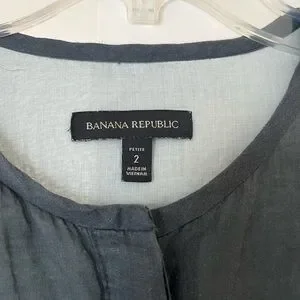 BANANA REPUBLIC
PETITE
2
MADE IN
VIETNAM